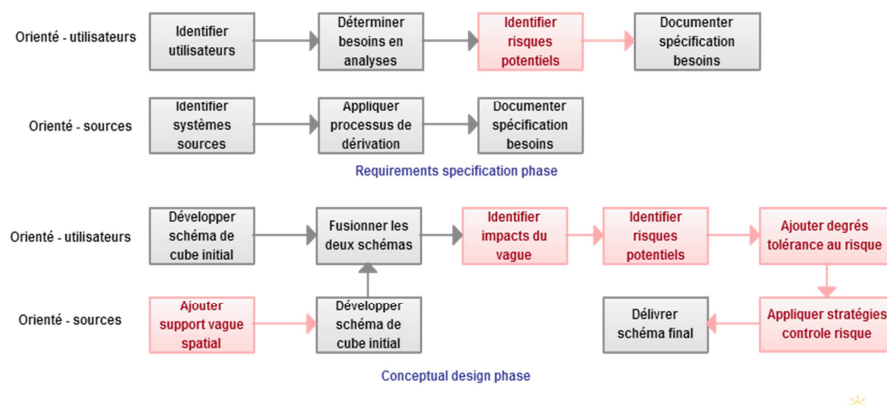 Orienté - utilisateurs
Identifier
utilisateurs
Déterminer
besoins en
analyses
Identifier
risques
potentiels
Documenter
spécification
besoins
Orienté - sources
Identifier
systèmes
sources
Appliquer
processus de
dérivation
Documenter
spécification
besoins
Requirements specification phase
Orienté - utilisateurs
Développer
schéma de
cube initial
Fusionner les
deux schémas
Identifier
impacts du
vague
Identifier
risques
potentiels
Ajouter degrés
tolérance au risque
Orienté - sources
Ajouter
support vague
spatial
Développer
schéma de
cube initial
Délivrer
schéma final
Appliquer stratégies
controle risque
Conceptual design phase